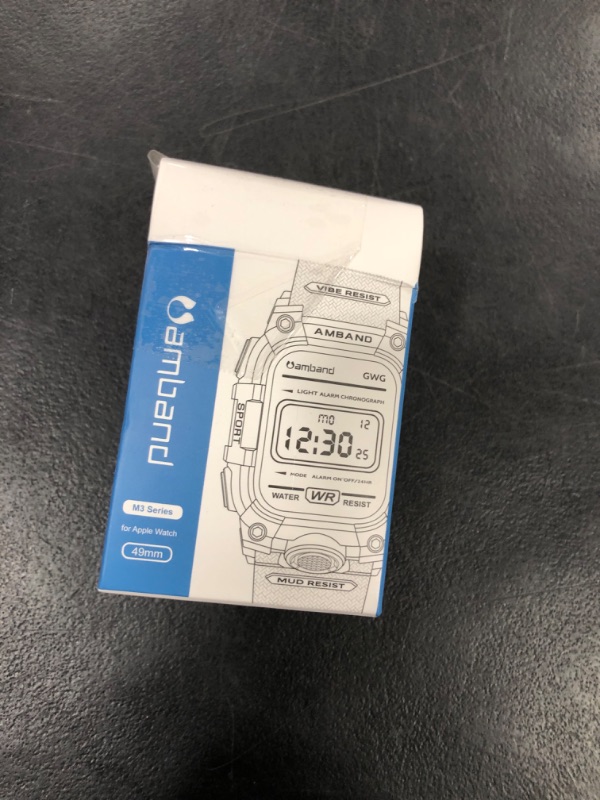 amband
M3 Series
for Apple Watch
49mm
VIBE RESIST
AMBAND
amband
GWG
LIGHT ALARM CHRONOGRAPH
SPORT
MO
12
12:30 25
MODE ALARM ON·OFF/24HR
WATER WR RESIST
MUD RESIST